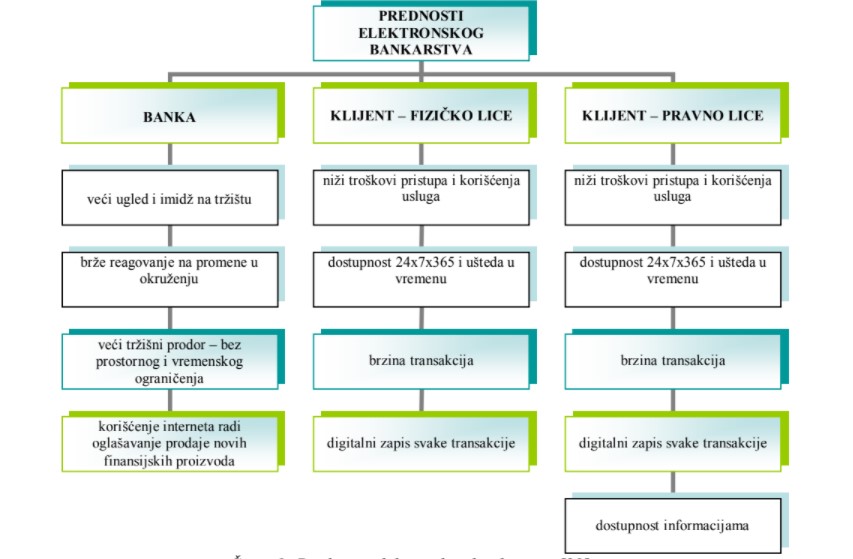 PREDNOSTI
ELEKTRONSKOG
BANKARSTVA
BANKA
KLIJENT – FIZIČKO LICE
KLIJENT – PRAVNO LICE
veći ugled i imidž na tržištu
niži troškovi pristupa i korišćenja
usluga
niži troškovi pristupa i korišćenja
usluga
brže reagovanje na promene u
okruženju
dostupnost 24x7x365 i ušteda u
vremenu
dostupnost 24x7x365 i ušteda u
vremenu
veći tržišni prodor – bez
prostornog i vremenskog
ograničenja
brzina transakcija
brzina transakcija
korišćenje interneta radi
oglašavanje prodaje novih
finansijskih proizvoda
digitalni zapis svake transakcije
digitalni zapis svake transakcije
dostupnost informacijama